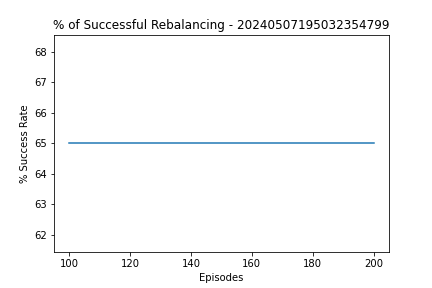 % of Successful Rebalancing - 20240507195032354799
68
67
66
65
64
63
62
% Success Rate
100 120 140 160 180 200
Episodes